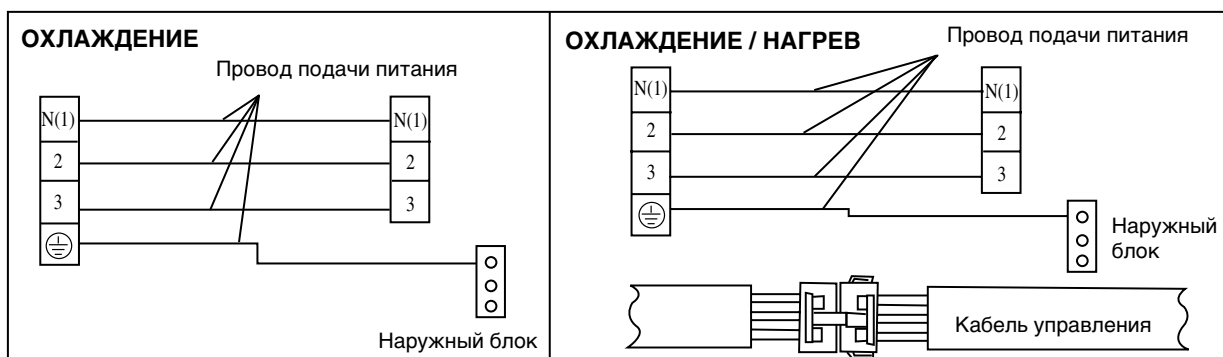 ОХЛАЖДЕНИЕ
Провод подачи питания
N(1)
N(1)
2
2
3
3
Наружный блок
ОХЛАЖДЕНИЕ / НАГРЕВ
Провод подачи питания
N(1)
N(1)
2
2
3
3
Наружный
блок
Кабель управления